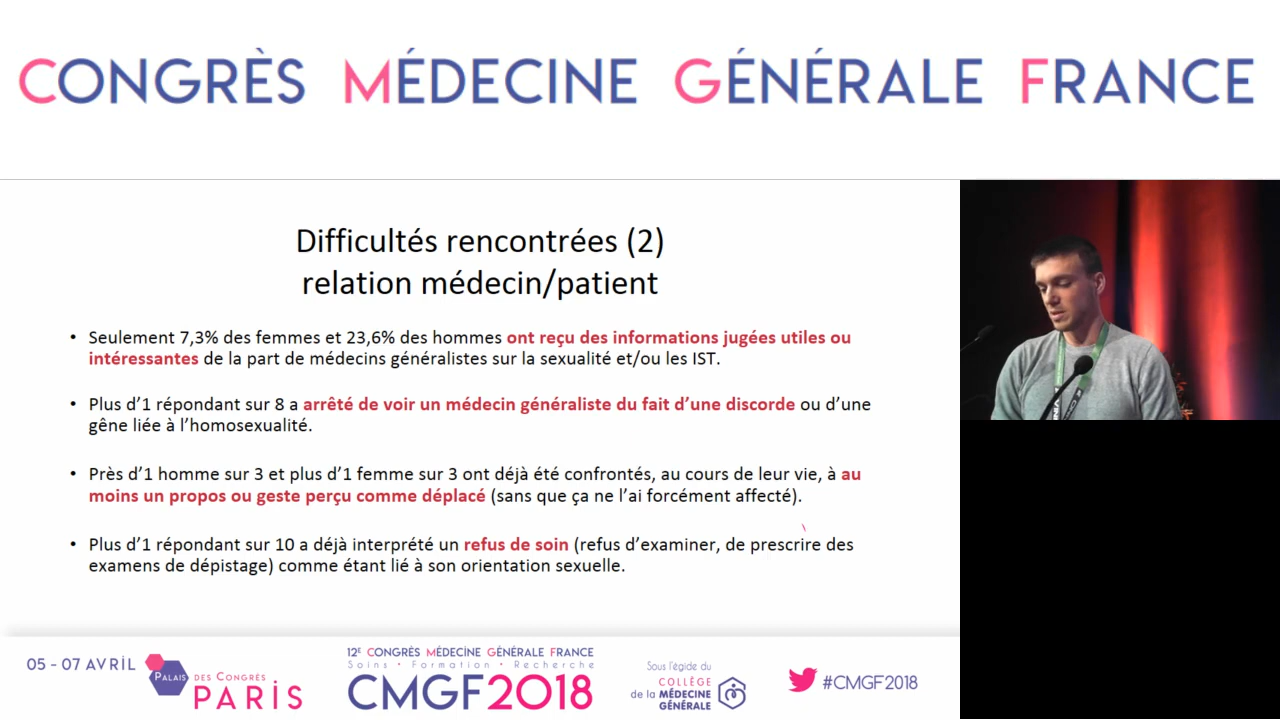 CONGRÈS MÉDECINE GÉNÉRALE FRANCE
Difficultés rencontrées (2)
relation médecin/patient
• Seulement 7,3% des femmes et 23,6% des hommes ont reçu des informations jugées utiles ou
intéressantes de la part de médecins généralistes sur la sexualité et/ou les IST.
• Plus d’1 répondant sur 8 a arrêté de voir un médecin généraliste du fait d’une discorde ou d’une
gêne liée à l’homosexualité.
• Près d’1 homme sur 3 et plus d’1 femme sur 3 ont déjà été confrontés, au cours de leur vie, à au
moins un propos ou geste perçu comme déplacé (sans que ça ne l’ai forcément affecté).
• Plus d’1 répondant sur 10 a déjà interprété un refus de soin (refus d’examiner, de prescrire des
examens de dépistage) comme étant lié à son orientation sexuelle.
05 - 07 AVRIL
PALAIS DES CONGRÈS
PARIS
12E CONGRÈS MÉDECINE GÉNÉRALE FRANCE
Soins • Formation • Recherche
CMGF2018
Sous l'égide du
COLLÈGE
de la MÉDECINE
GÉNÉRALE
#CMGF2018